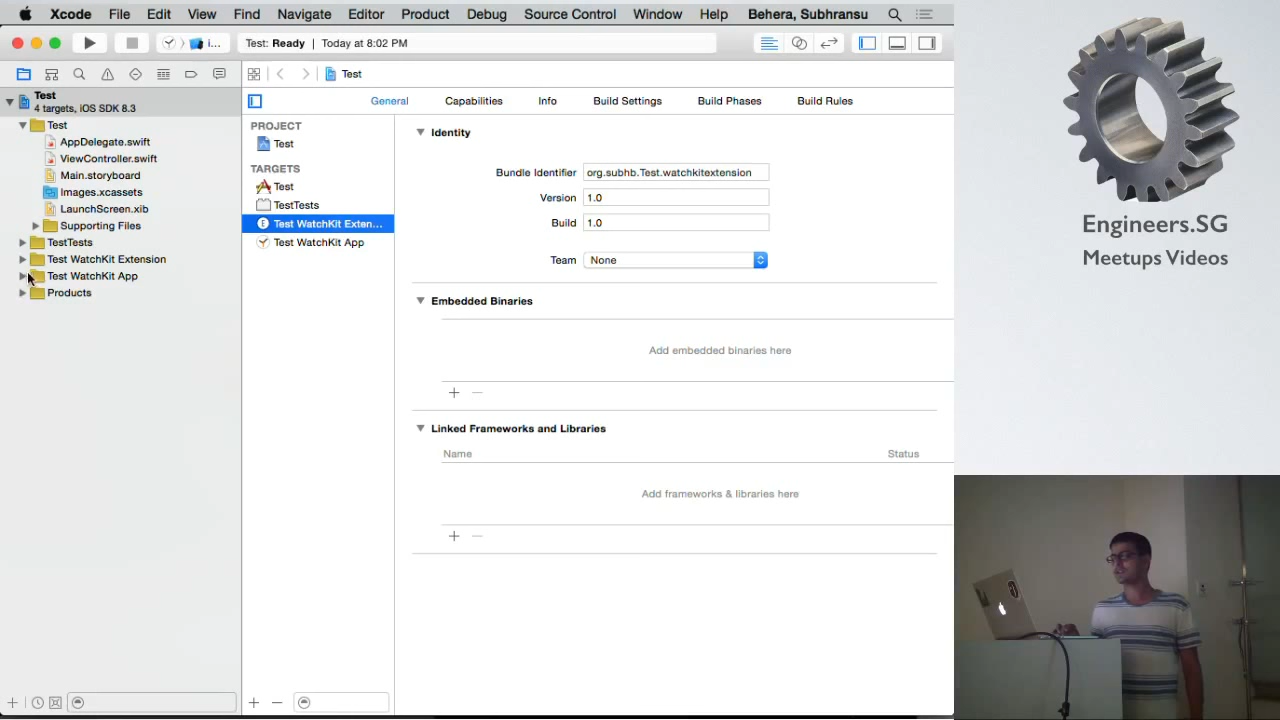 Xcode File Edit View Find Navigate Editor Product Debug Source Control Window Help Behera, Subhransu
i... Test: Ready | Today at 8:02 PM
Test
Test
4 targets, iOS SDK 8.3
Test
AppDelegate.swift
ViewController.swift
Main.storyboard
Images.xcassets
LaunchScreen.xib
Supporting Files
TestTests
Test WatchKit Extension
Test WatchKit App
Products
General Capabilities Info Build Settings Build Phases Build Rules
PROJECT
Test
TARGETS
Test
TestTests
E Test WatchKit Exten...
Test WatchKit App
Identity
Bundle Identifier org.subhb.Test.watchkitextension
Version 1.0
Build 1.0
Team None
Embedded Binaries
Add embedded binaries here
Linked Frameworks and Libraries
Name Status
Add frameworks & libraries here
Engineers.SG
Meetups Videos